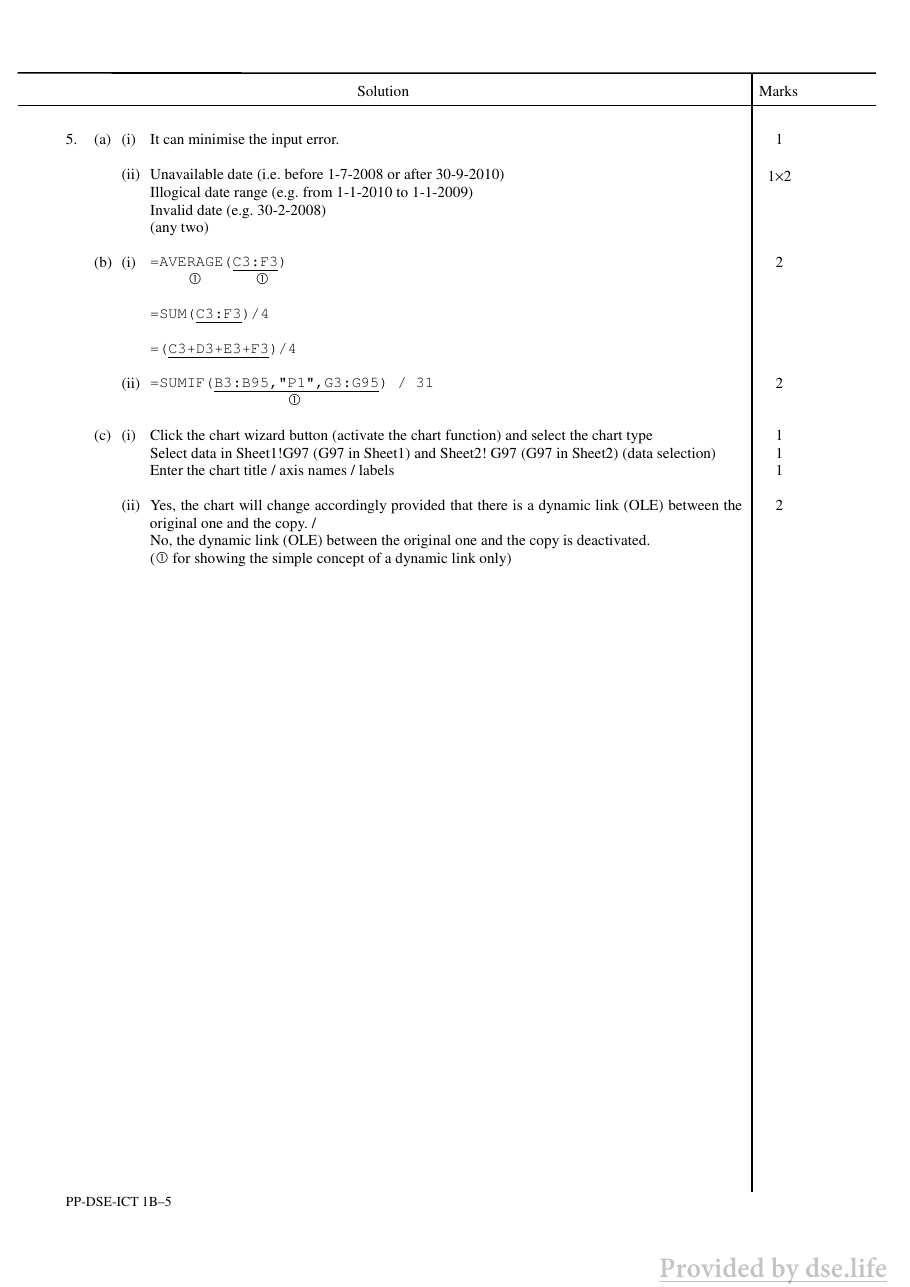 Solution Marks
5. (a) (i) It can minimise the input error. 1
(ii) Unavailable date (i.e. before 1-7-2008 or after 30-9-2010) 1×2
Illogical date range (e.g. from 1-1-2010 to 1-1-2009)
Invalid date (e.g. 30-2-2008)
(any two)
(b) (i) =AVERAGE(C3:F3) 2
① ①
=SUM(C3:F3)/4
=(C3+D3+E3+F3)/4
(ii) =SUMIF(B3:B95,"P1",G3:G95) / 31 2
①
(c) (i) Click the chart wizard button (activate the chart function) and select the chart type 1
Select data in Sheet1!G97 (G97 in Sheet1) and Sheet2! G97 (G97 in Sheet2) (data selection) 1
Enter the chart title / axis names / labels 1
(ii) Yes, the chart will change accordingly provided that there is a dynamic link (OLE) between the 2
original one and the copy. /
No, the dynamic link (OLE) between the original one and the copy is deactivated.
(① for showing the simple concept of a dynamic link only)
PP-DSE-ICT 1B–5
Provided by dse.life